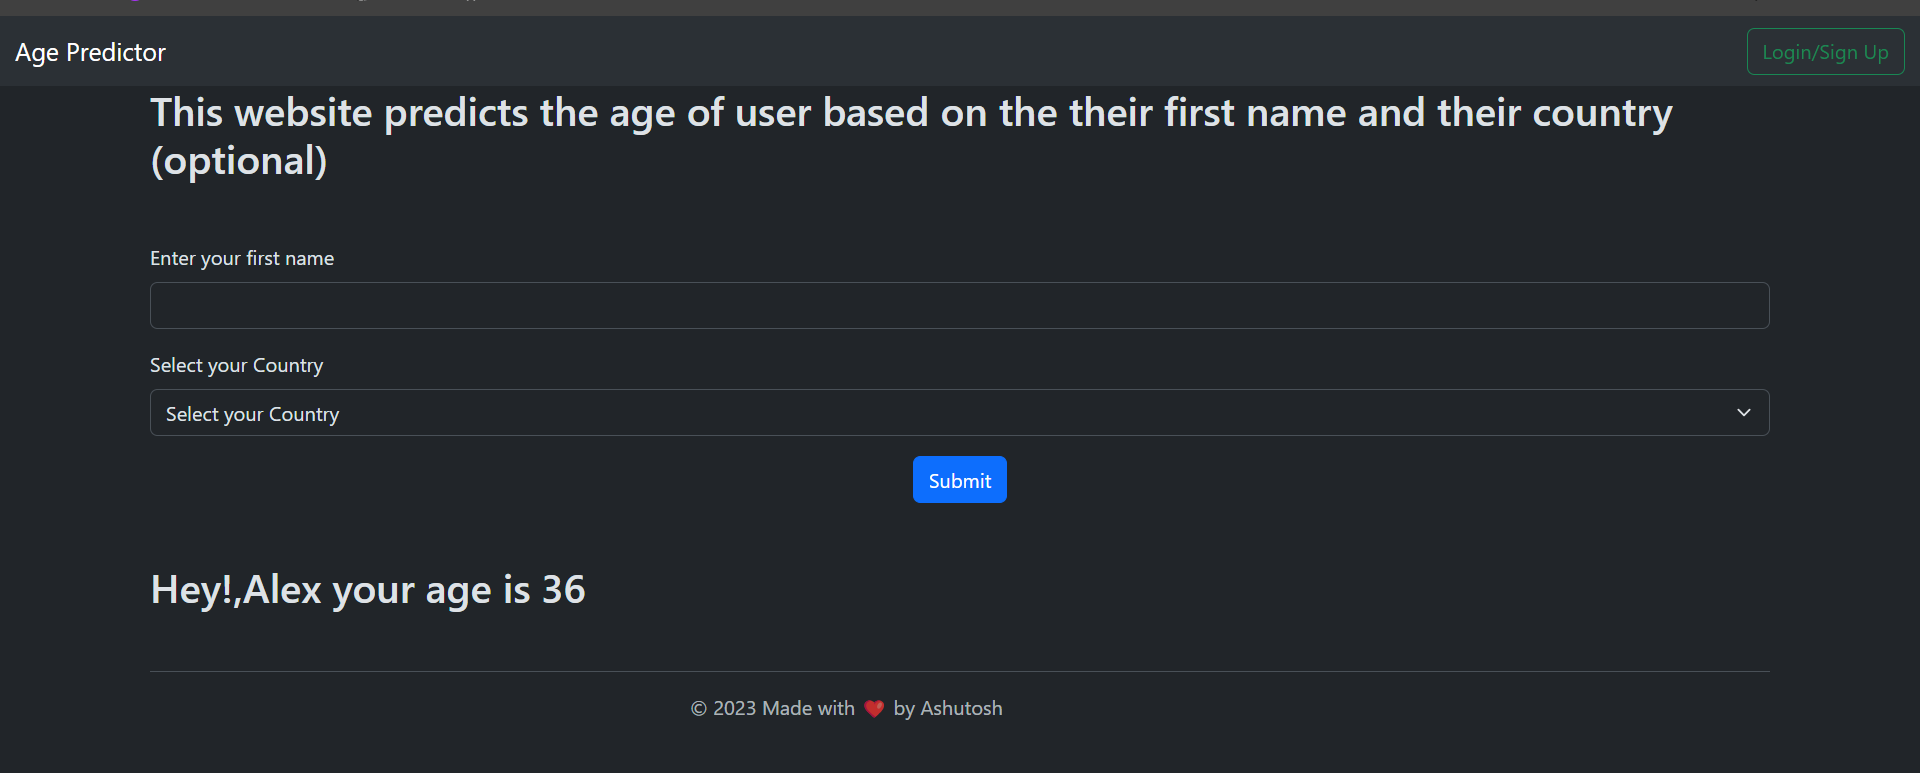 Age Predictor
Login/Sign Up
This website predicts the age of user based on the their first name and their country
(optional)
Enter your first name
Select your Country
Select your Country
Submit
Hey!,Alex your age is 36
© 2023 Made with ❤️ by Ashutosh